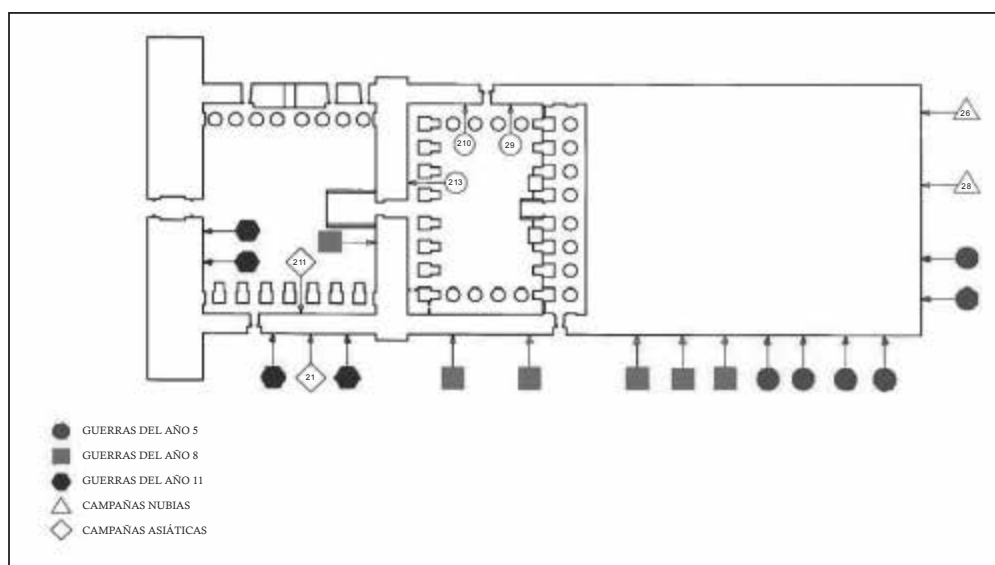 26
210
29
213
28
211
21
GUERRAS DEL AÑO 5
GUERRAS DEL AÑO 8
GUERRAS DEL AÑO 11
CAMPAÑAS NUBIAS
CAMPAÑAS ASIÁTICAS